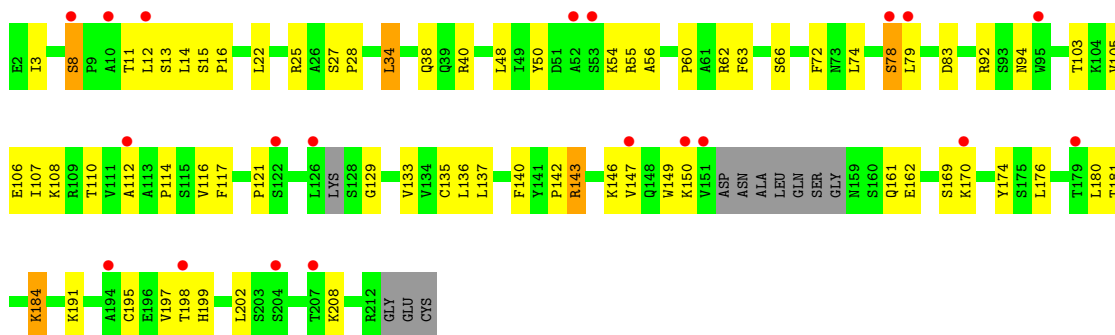 E2 I3 S8 P9 A10 T11 L12 S13 L14 S15 P16 L22 R25 A26 S27 P28 L34 Q38 Q39 R40 L48 I49 Y50 D51 A52 S53 K54 R55 A56 P60 A61 R62 F63 S66 F72 N73 L74 S78 L79 D83 R92 S93 N94 W95 T103 K104 V105
E106 I107 K108 R109 T110 V111 A112 A113 P114 S115 V116 F117 P121 S122 L126 LYS S128 G129 V133 V134 C135 L136 L137 F140 Y141 P142 R143 K146 V147 Q148 W149 K150 V151 ASP ASN ALA LEU GLN SER GLY N159 S160 Q161 E162 S169 K170 Y174 S175 L176 T179 L180 T181
K184 K191 A194 C195 E196 V197 T198 H199 L202 S203 S204 T207 K208 R212 GLY GLU CYS